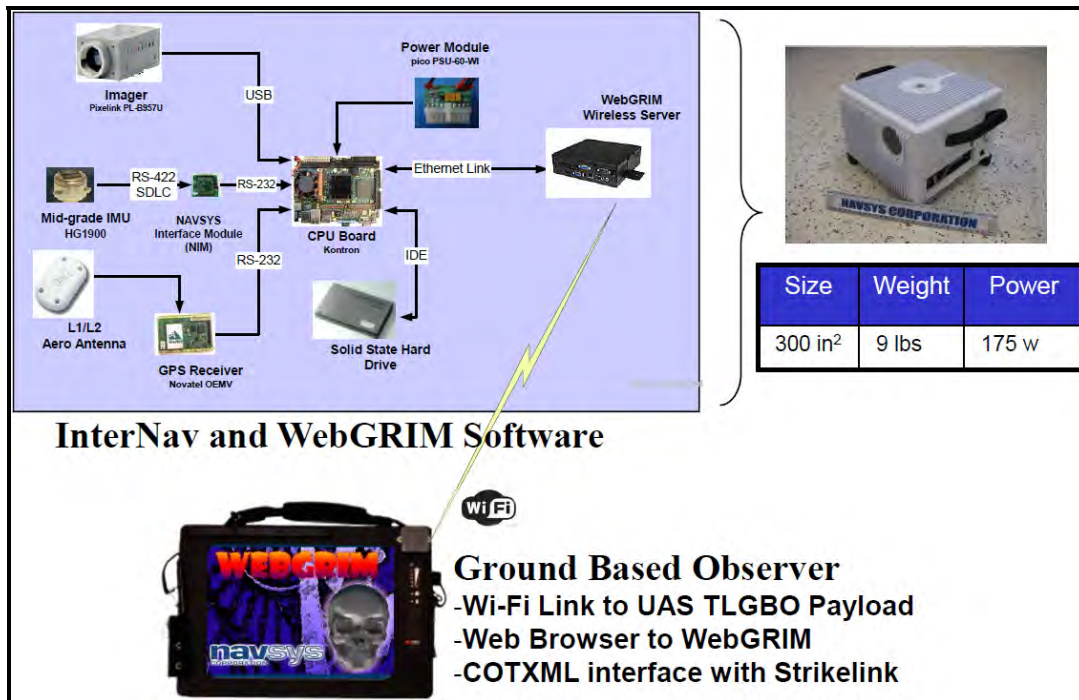 Imager
Pixelink PL-B957U
USB
Power Module
pico PSU-60-WI
WebGRIM
Wireless Server
Ethernet Link
RS-422
SDLC
RS-232
Mid-grade IMU
HG1900
NAVSYS
Interface Module
(NIM)
CPU Board
Kontron
RS-232
IDE
L1/L2
Aero Antenna
GPS Receiver
Novatel OEMV
Solid State Hard
Drive
NAVSYS CORPORATION
Size Weight Power
300 in² 9 lbs 175 w
InterNav and WebGRIM Software
Wi Fi
WEBGRIM
navsys
CORPORATION
Ground Based Observer
-Wi-Fi Link to UAS TLGBO Payload
-Web Browser to WebGRIM
-COTXML interface with Strikelink